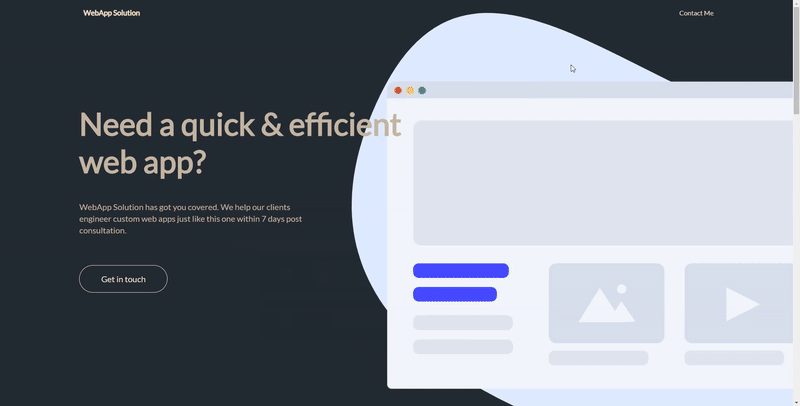 WebApp Solution
Contact Me
Need a quick & efficient
web app?
WebApp Solution has got you covered. We help our clients
engineer custom web apps just like this one within 7 days post
consultation.
Get in touch